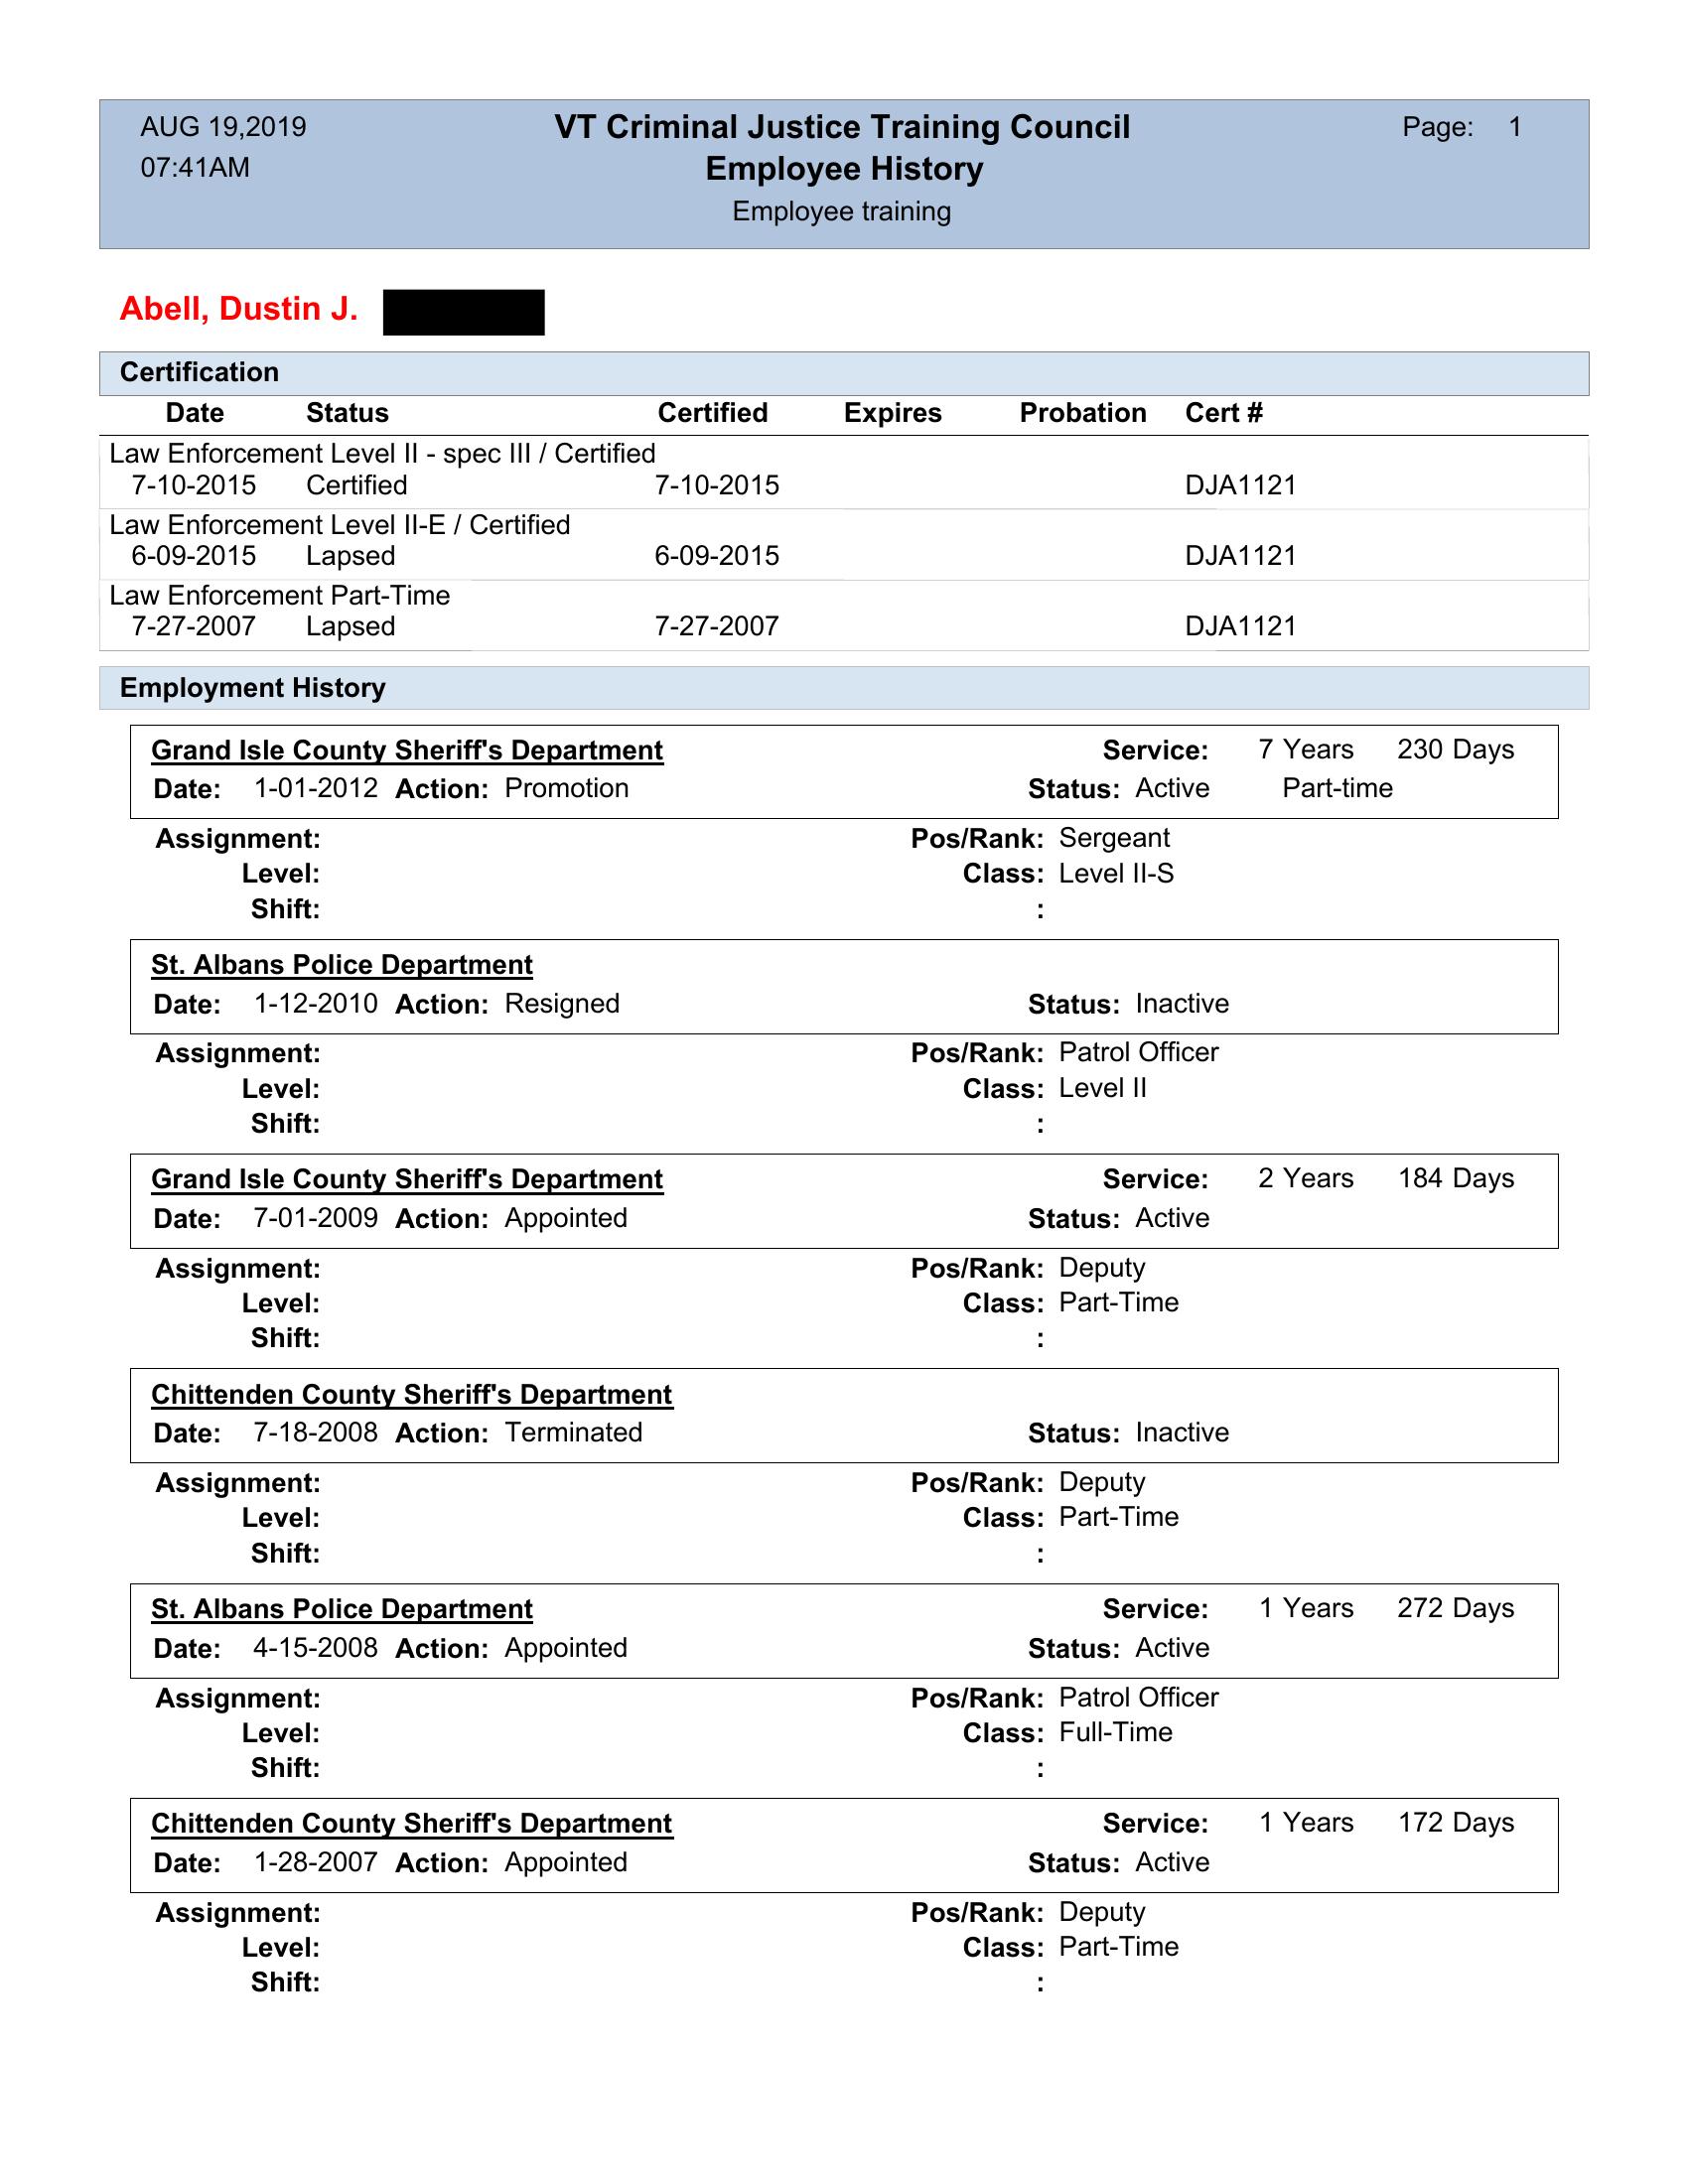 AUG 19,2019 VT Criminal Justice Training Council Page: 1
07:41AM Employee History
Employee training
Abell, Dustin J.
Certification
Date Status Certified Expires Probation Cert #
Law Enforcement Level II - spec III / Certified
7-10-2015 Certified 7-10-2015 DJA1121
Law Enforcement Level II-E / Certified
6-09-2015 Lapsed 6-09-2015 DJA1121
Law Enforcement Part-Time
7-27-2007 Lapsed 7-27-2007 DJA1121
Employment History
Grand Isle County Sheriff's Department Service: 7 Years 230 Days
Date: 1-01-2012 Action: Promotion Status: Active Part-time
Assignment: Pos/Rank: Sergeant
Level: Class: Level II-S
Shift: :
St. Albans Police Department
Date: 1-12-2010 Action: Resigned Status: Inactive
Assignment: Pos/Rank: Patrol Officer
Level: Class: Level II
Shift: :
Grand Isle County Sheriff's Department Service: 2 Years 184 Days
Date: 7-01-2009 Action: Appointed Status: Active
Assignment: Pos/Rank: Deputy
Level: Class: Part-Time
Shift: :
Chittenden County Sheriff's Department
Date: 7-18-2008 Action: Terminated Status: Inactive
Assignment: Pos/Rank: Deputy
Level: Class: Part-Time
Shift: :
St. Albans Police Department Service: 1 Years 272 Days
Date: 4-15-2008 Action: Appointed Status: Active
Assignment: Pos/Rank: Patrol Officer
Level: Class: Full-Time
Shift: :
Chittenden County Sheriff's Department Service: 1 Years 172 Days
Date: 1-28-2007 Action: Appointed Status: Active
Assignment: Pos/Rank: Deputy
Level: Class: Part-Time
Shift: :